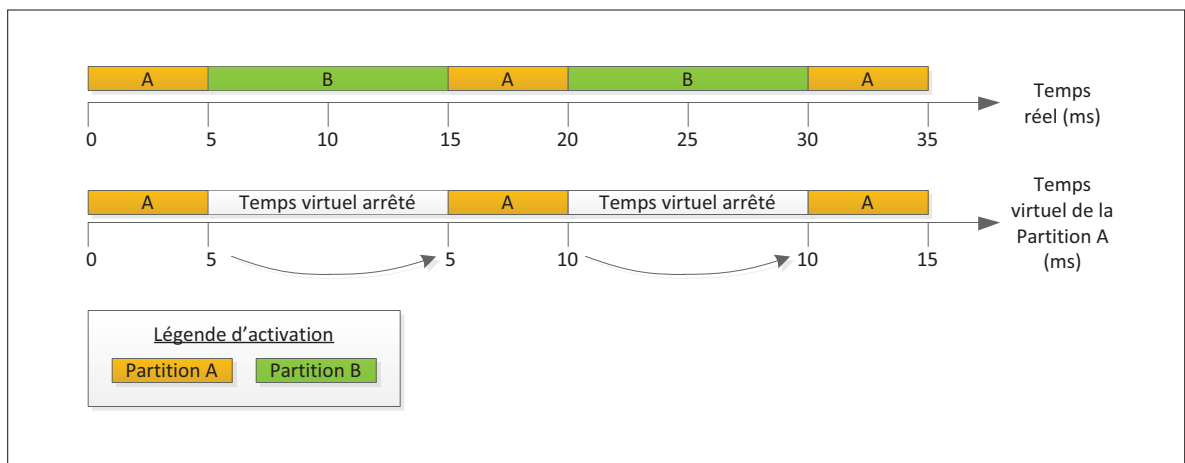 A B A B A
Temps
réel (ms)
0 5 10 15 20 25 30 35
A Temps virtuel arrêté A Temps virtuel arrêté A
Temps
virtuel de la
Partition A
(ms)
0 5 5 10 10 15
Légende d’activation
Partition A Partition B